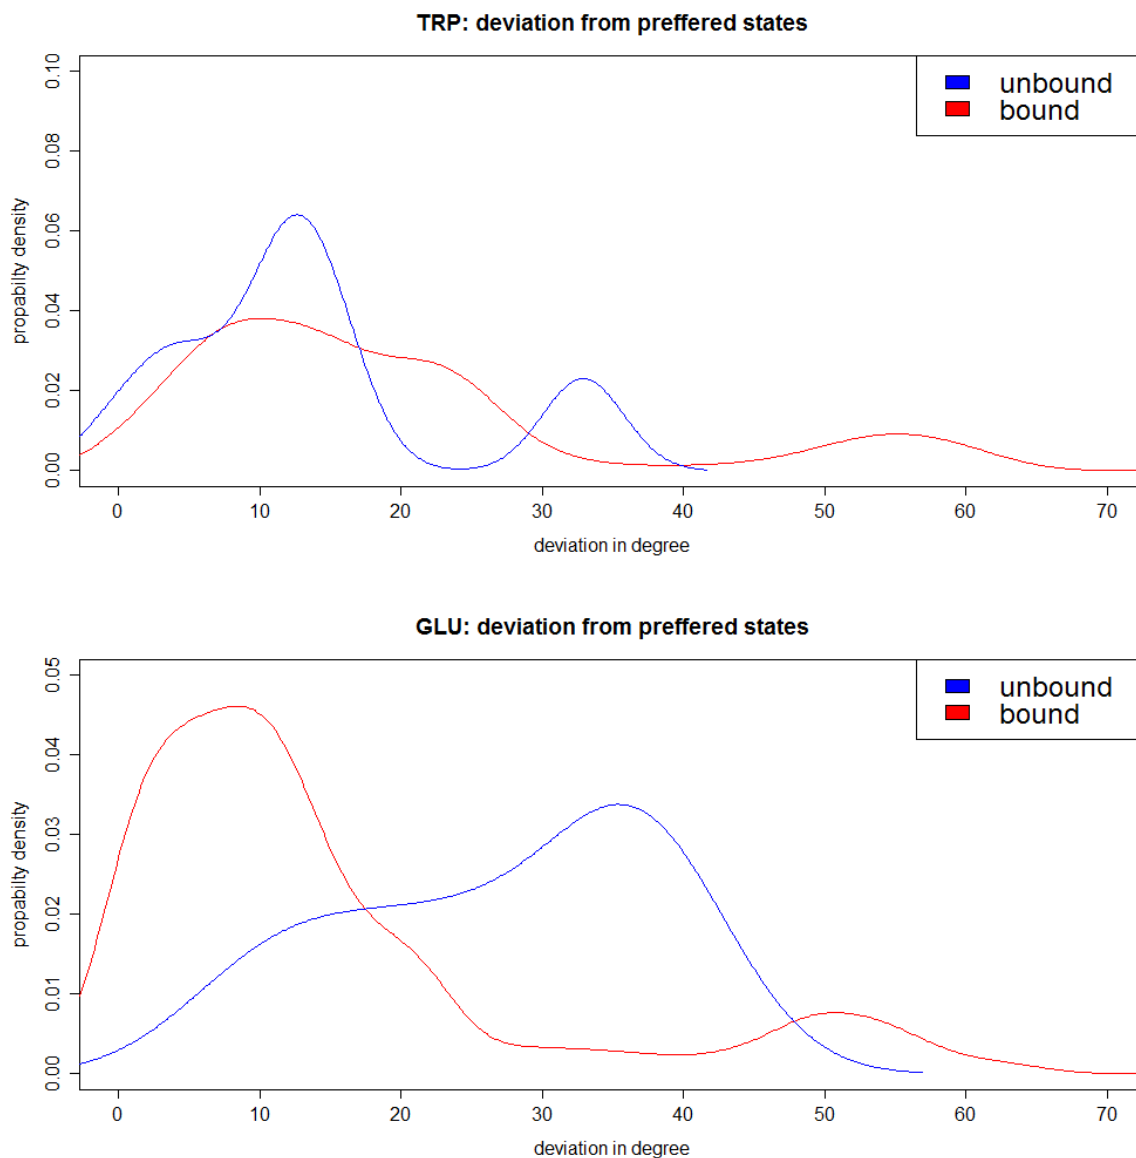 TRP: deviation from preffered states
unbound
bound
propabilty density
0.00
0.02
0.04
0.06
0.08
0.10
0 10 20 30 40 50 60 70
deviation in degree
GLU: deviation from preffered states
unbound
bound
propabilty density
0.00
0.01
0.02
0.03
0.04
0.05
0 10 20 30 40 50 60 70
deviation in degree